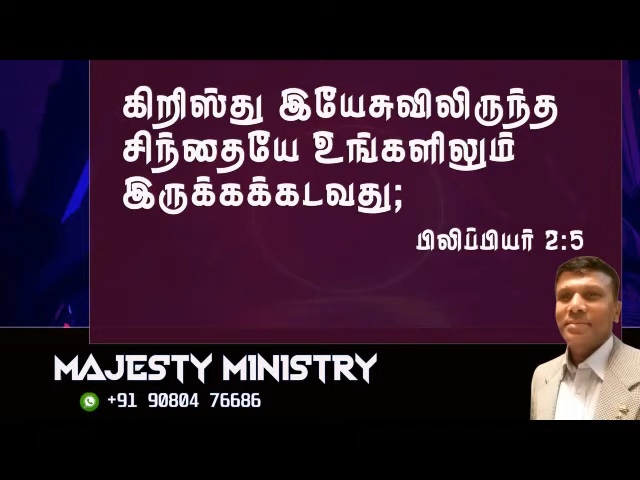 கிறிஸ்து இயேசுவிலிருந்த
சிந்தையே உங்களிலும்
இருக்கக்கடவது;
பிலிப்பியர் 2:5
MAJESTY MINISTRY
+91 90804 76686